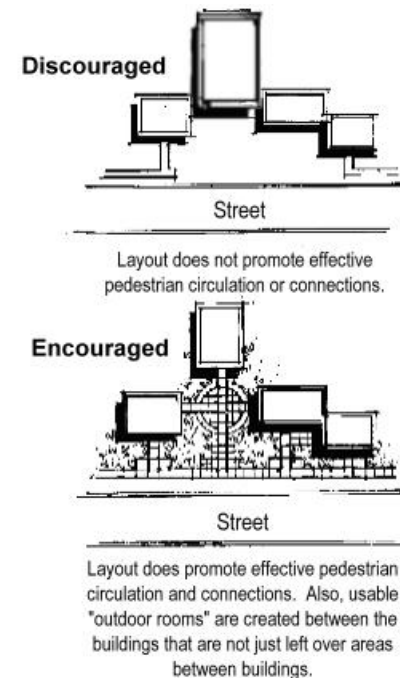 Discouraged
Street
Layout does not promote effective
pedestrian circulation or connections.
Encouraged
Street
Layout does promote effective pedestrian
circulation and connections.  Also, usable
"outdoor rooms" are created between the
buildings that are not just left over areas
between buildings.